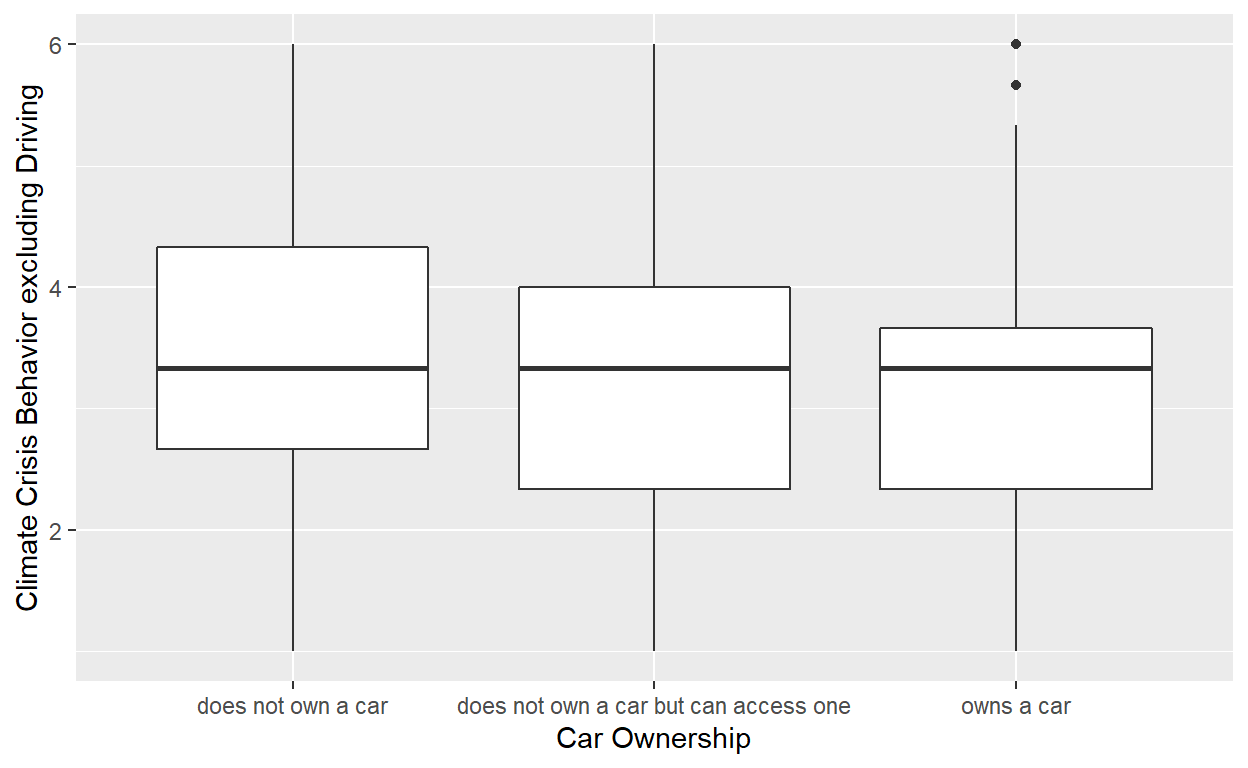 Climate Crisis Behavior excluding Driving
6
4
2
does not own a car
does not own a car but can access one
owns a car
Car Ownership